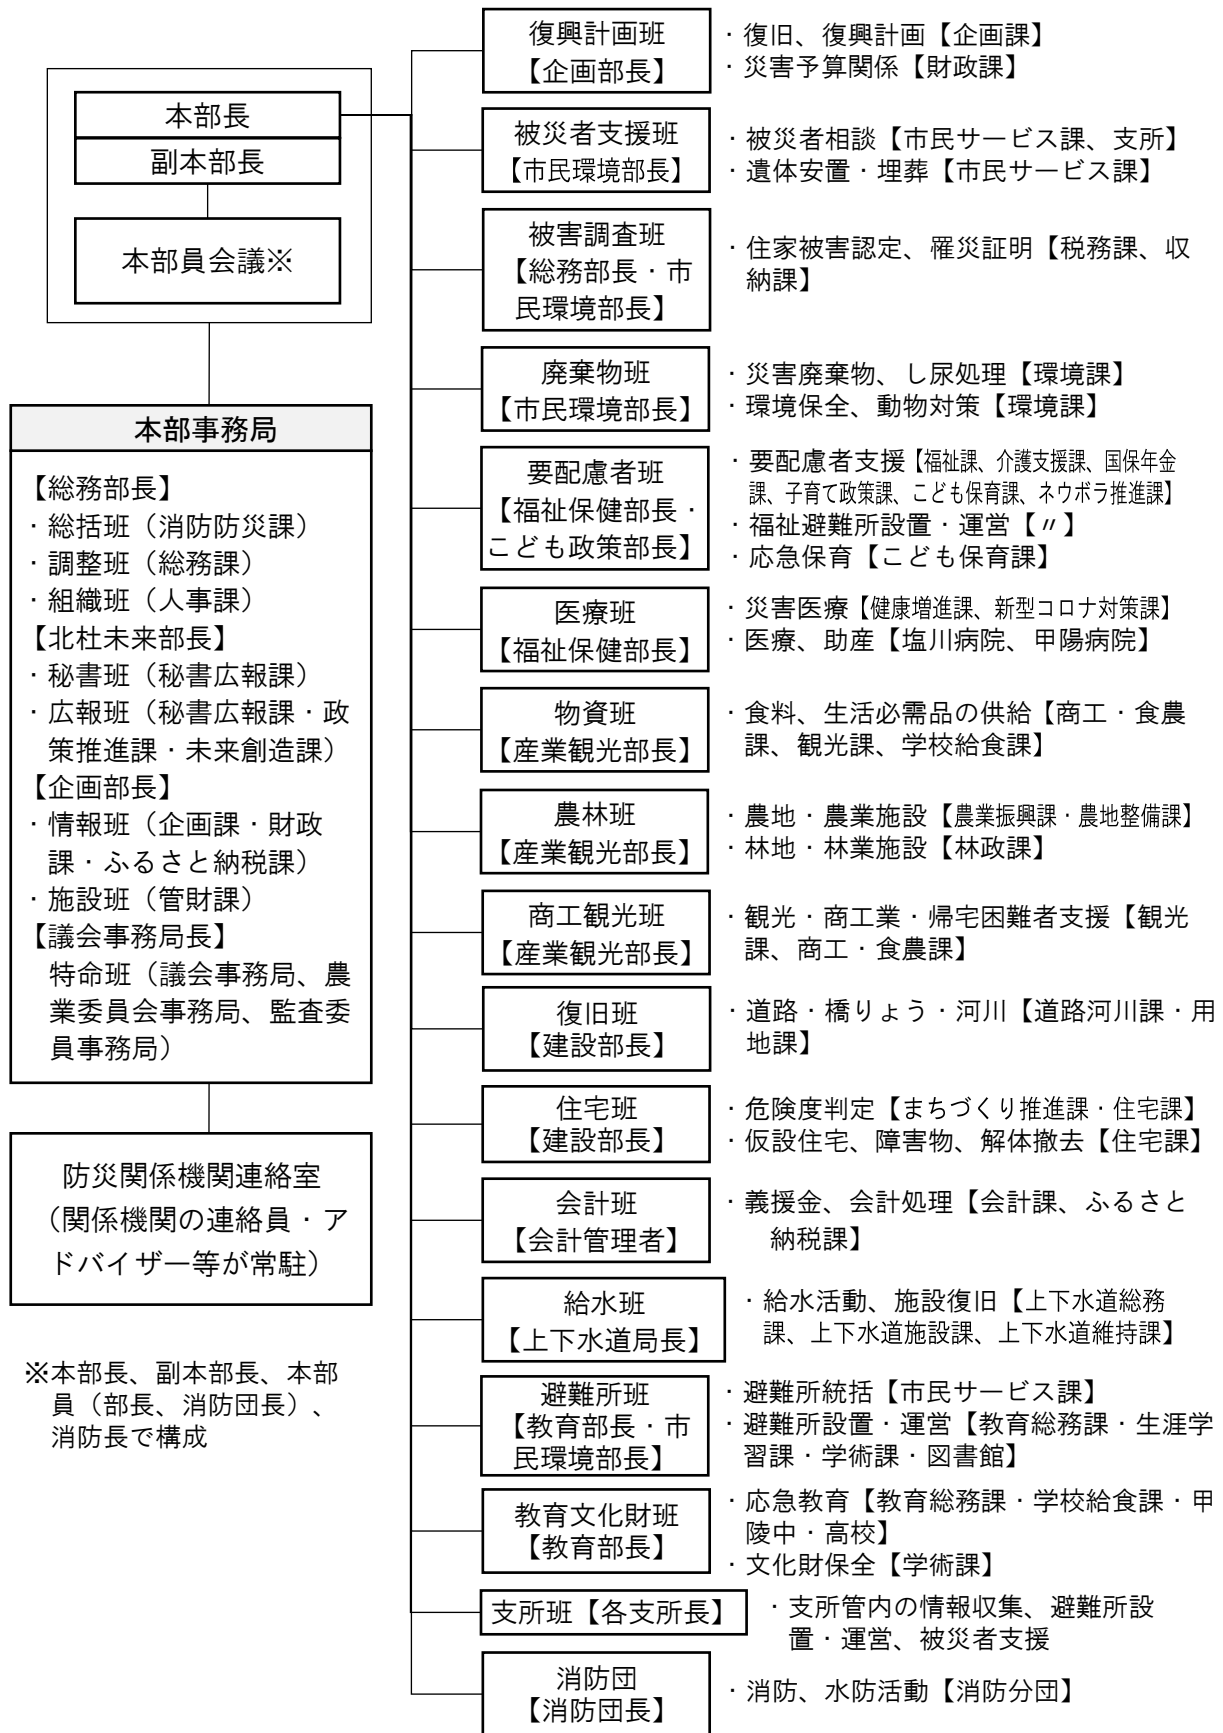 本部長
副本部長
本部員会議※
本部事務局
【総務部長】
・総括班（消防防災課）
・調整班（総務課）
・組織班（人事課）
【北杜未来部長】
・秘書班（秘書広報課）
・広報班（秘書広報課・政
策推進課・未来創造課）
【企画部長】
・情報班（企画課・財政
課・ふるさと納税課）
・施設班（管財課）
【議会事務局長】
特命班（議会事務局、農
業委員会事務局、監査委
員事務局）
防災関係機関連絡室
（関係機関の連絡員・ア
ドバイザー等が常駐）
※本部長、副本部長、本部
員（部長、消防団長）、
消防長で構成
復興計画班
【企画部長】
・復旧、復興計画【企画課】
・災害予算関係【財政課】
被災者支援班
【市民環境部長】
・被災者相談【市民サービス課、支所】
・遺体安置・埋葬【市民サービス課】
被害調査班
【総務部長・市
民環境部長】
・住家被害認定、罹災証明【税務課、収
納課】
廃棄物班
【市民環境部長】
・災害廃棄物、し尿処理【環境課】
・環境保全、動物対策【環境課】
要配慮者班
【福祉保健部長・
こども政策部長】
・要配慮者支援【福祉課、介護支援課、国保年金
課、子育て政策課、こども保育課、ネウボラ推進課】
・福祉避難所設置・運営【〃】
・応急保育【こども保育課】
医療班
【福祉保健部長】
・災害医療【健康増進課、新型コロナ対策課】
・医療、助産【塩川病院、甲陽病院】
物資班
【産業観光部長】
・食料、生活必需品の供給【商工・食農
課、観光課、学校給食課】
農林班
【産業観光部長】
・農地・農業施設【農業振興課・農地整備課】
・林地・林業施設【林政課】
商工観光班
【産業観光部長】
・観光・商工業・帰宅困難者支援【観光
課、商工・食農課】
復旧班
【建設部長】
・道路・橋りょう・河川【道路河川課・用
地課】
住宅班
【建設部長】
・危険度判定【まちづくり推進課・住宅課】
・仮設住宅、障害物、解体撤去【住宅課】
会計班
【会計管理者】
・義援金、会計処理【会計課、ふるさと
納税課】
給水班
【上下水道局長】
・給水活動、施設復旧【上下水道総務
課、上下水道施設課、上下水道維持課】
避難所班
【教育部長・市
民環境部長】
・避難所統括【市民サービス課】
・避難所設置・運営【教育総務課・生涯学
習課・学術課・図書館】
教育文化財班
【教育部長】
・応急教育【教育総務課・学校給食課・甲
陵中・高校】
・文化財保全【学術課】
支所班【各支所長】
・支所管内の情報収集、避難所設
置・運営、被災者支援
消防団
【消防団長】
・消防、水防活動【消防分団】